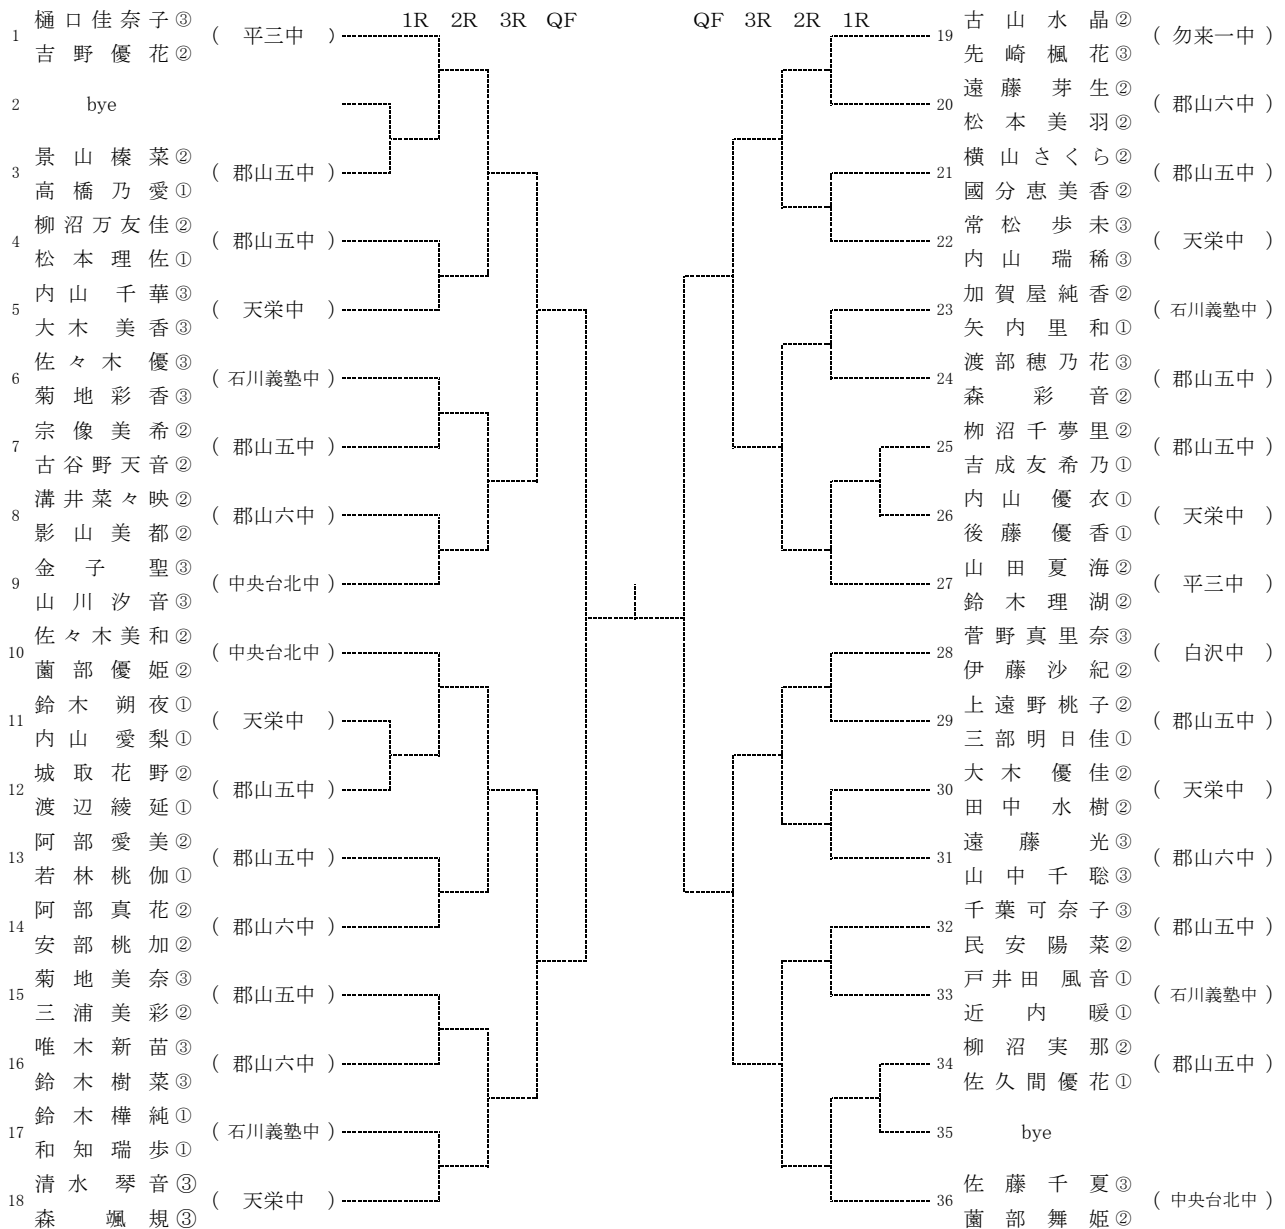 1R 2R 3R QF
QF 3R 2R 1R
樋口佳奈子③
1 (平三中)
吉野優花②
2 bye
景山榛菜②
3 (郡山五中)
高橋乃愛①
柳沼万友佳②
4 (郡山五中)
松本理佐①
内山千華③
5 (天栄中)
大木美香③
佐々木優③
6 (石川義塾中)
菊地彩香③
宗像美希②
7 (郡山五中)
古谷野天音②
溝井菜々映②
8 (郡山六中)
影山美都②
金子聖③
9 (中央台北中)
山川汐音③
佐々木美和②
10 (中央台北中)
薗部優姫②
鈴木朔夜①
11 (天栄中)
内山愛梨①
城取花野②
12 (郡山五中)
渡辺綾延①
阿部愛美②
13 (郡山五中)
若林桃伽①
阿部真花②
14 (郡山六中)
安部桃加②
菊地美奈③
15 (郡山五中)
三浦美彩②
唯木新苗③
16 (郡山六中)
鈴木樹菜③
鈴木樺純①
17 (石川義塾中)
和知瑞歩①
清水琴音③
18 (天栄中)
森颯規③
古山水晶②
19 (勿来一中)
先崎楓花③
遠藤芽生②
20 (郡山六中)
松本美羽②
横山さくら②
21 (郡山五中)
國分恵美香②
常松歩未③
22 (天栄中)
内山瑞稀③
加賀屋純香②
23 (石川義塾中)
矢内里和①
渡部穂乃花③
24 (郡山五中)
森彩音②
栁沼千夢里②
25 (郡山五中)
吉成友希乃①
内山優衣①
26 (天栄中)
後藤優香①
山田夏海②
27 (平三中)
鈴木理湖②
菅野真里奈③
28 (白沢中)
伊藤沙紀②
上遠野桃子②
29 (郡山五中)
三部明日佳①
大木優佳②
30 (天栄中)
田中水樹②
遠藤光③
31 (郡山六中)
山中千聡③
千葉可奈子③
32 (郡山五中)
民安陽菜②
戸井田風音①
33 (石川義塾中)
近内暖①
柳沼実那②
34 (郡山五中)
佐久間優花①
35 bye
佐藤千夏③
36 (中央台北中)
薗部舞姫②